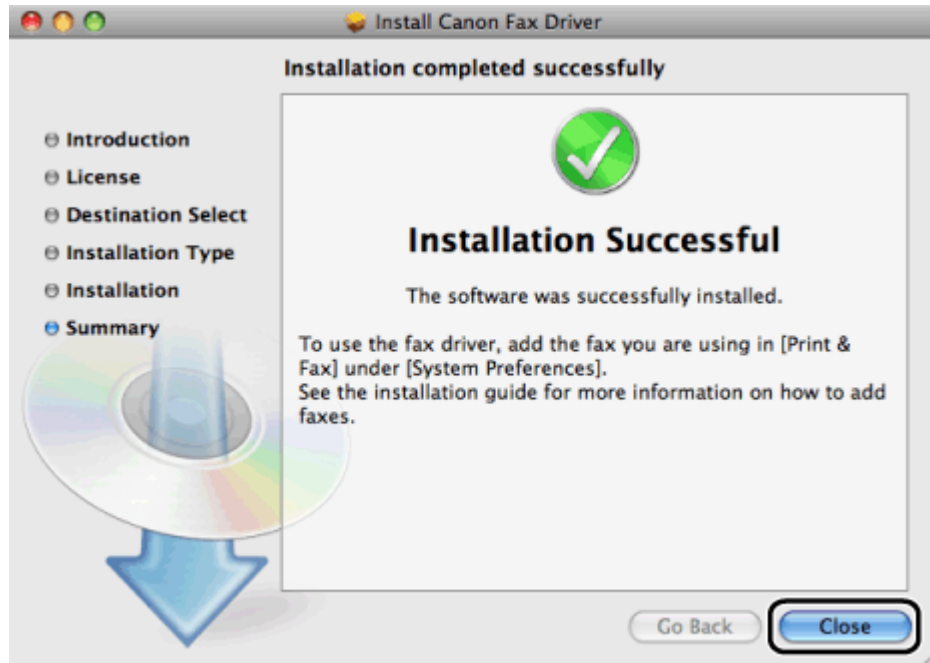 Install Canon Fax Driver
Installation completed successfully
Introduction
License
Destination Select
Installation Type
Installation
Summary
Installation Successful
The software was successfully installed.
To use the fax driver, add the fax you are using in [Print &
Fax] under [System Preferences].
See the installation guide for more information on how to add
faxes.
Go Back
Close